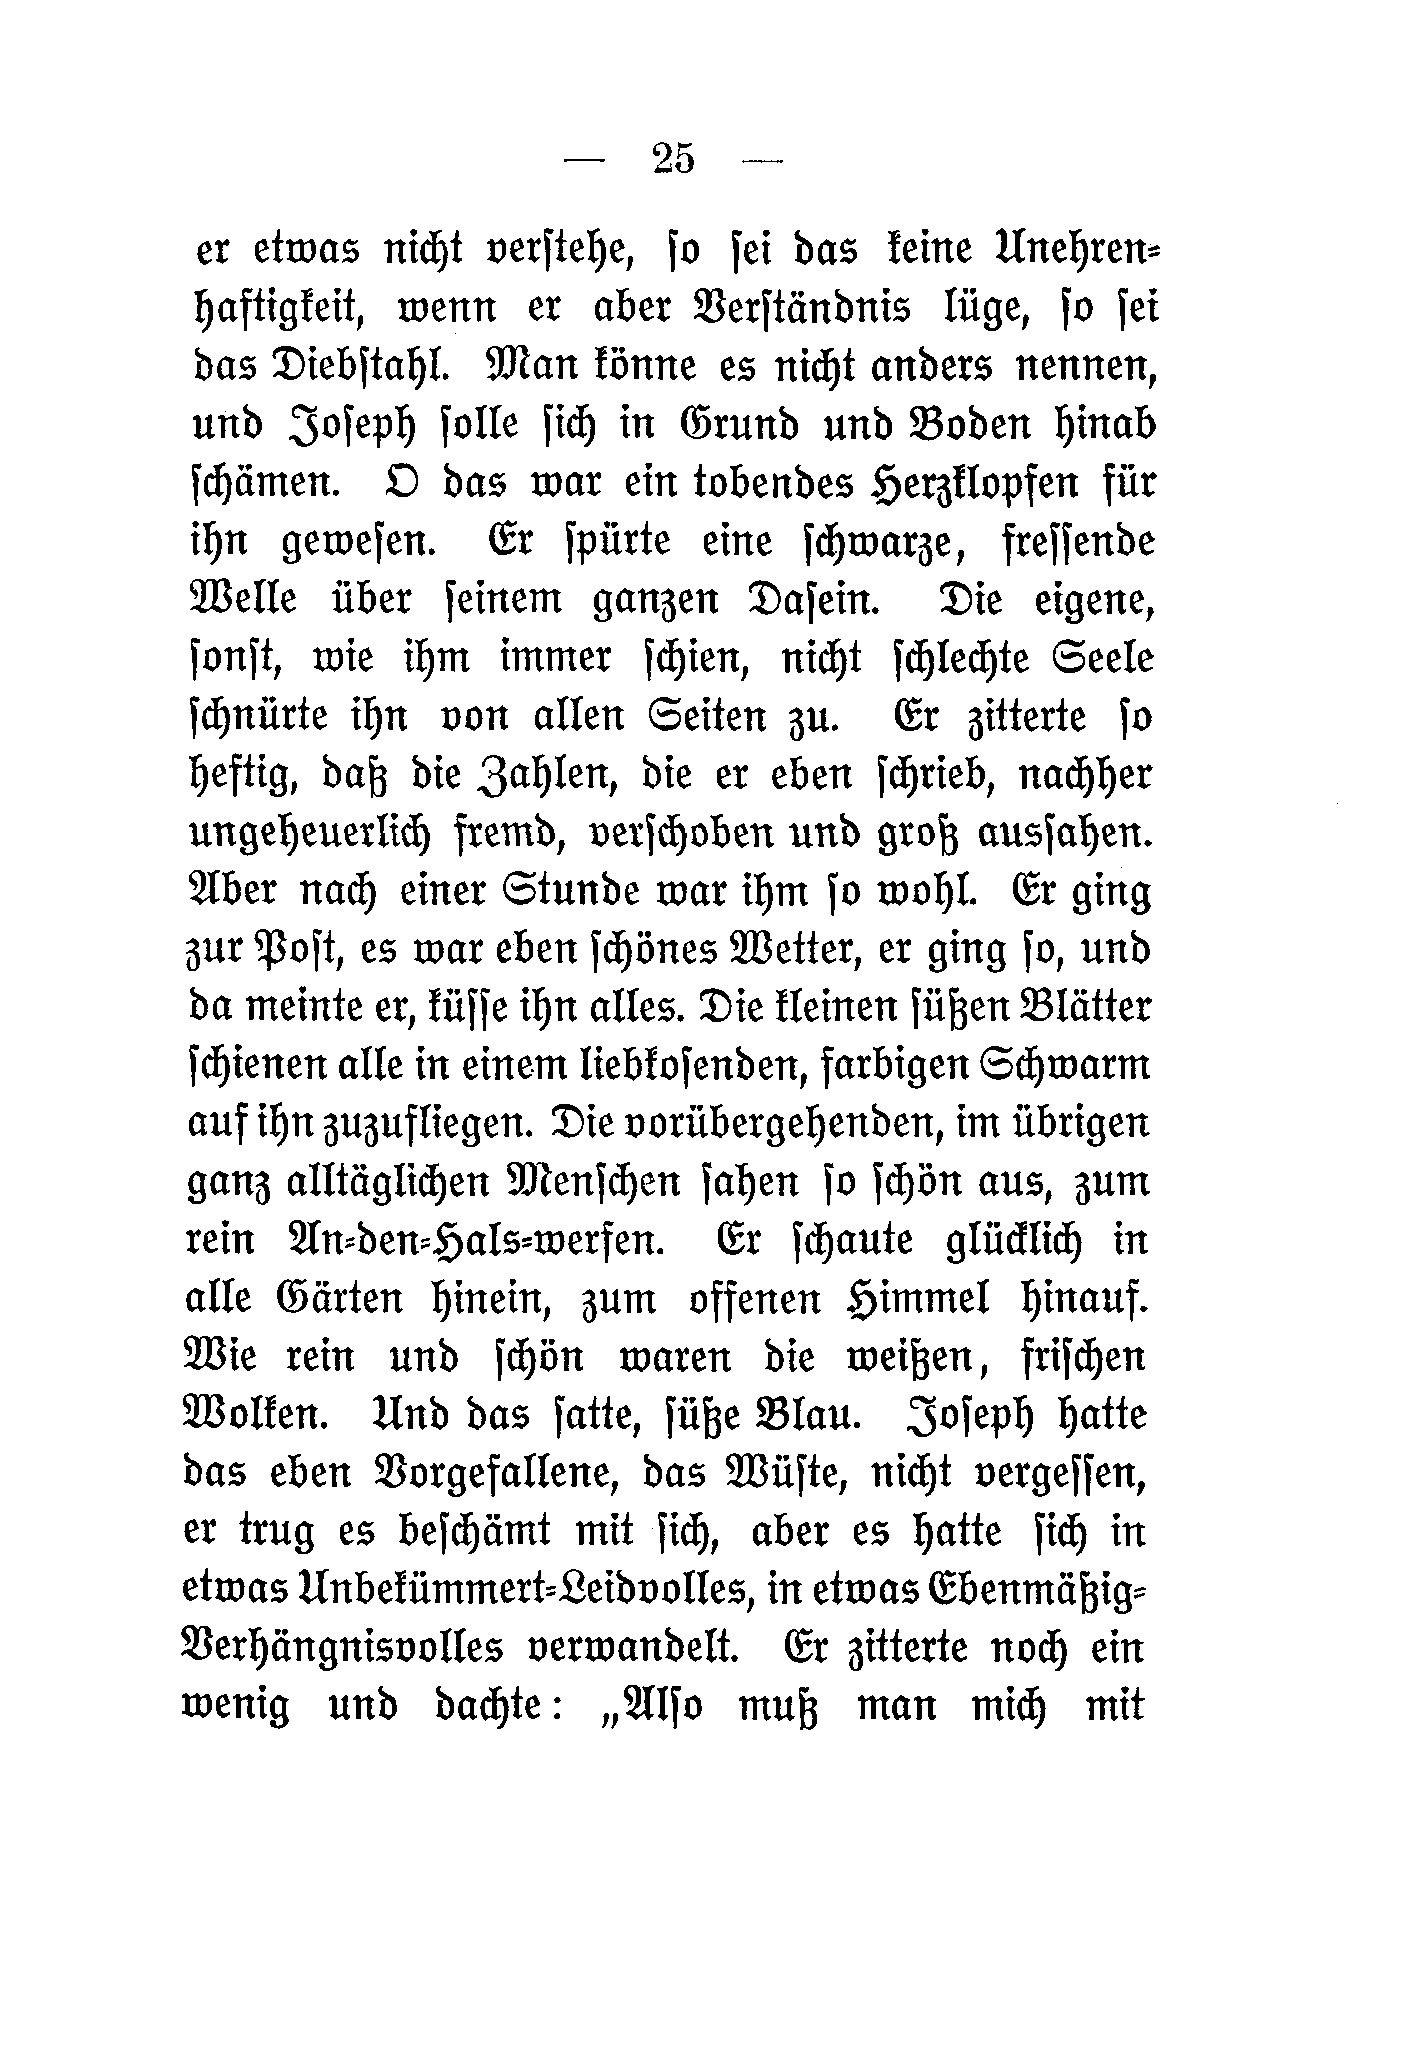 — 25 —
er etwas nicht verstehe, so sei das keine Unehren-
haftigkeit, wenn er aber Verständnis lüge, so sei
das Diebstahl. Man könne es nicht anders nennen,
und Joseph solle sich in Grund und Boden hinab
schämen. O das war ein tobendes Herzklopfen für
ihn gewesen. Er spürte eine schwarze, fressende
Welle über seinem ganzen Dasein. Die eigene,
sonst, wie ihm immer schien, nicht schlechte Seele
schnürte ihn von allen Seiten zu. Er zitterte so
heftig, daß die Zahlen, die er eben schrieb, nachher
ungeheuerlich fremd, verschoben und groß aussahen.
Aber nach einer Stunde war ihm so wohl. Er ging
zur Post, es war eben schönes Wetter, er ging so, und
da meinte er, küsse ihn alles. Die kleinen süßen Blätter
schienen alle in einem liebkosenden, farbigen Schwarm
auf ihn zuzufliegen. Die vorübergehenden, im übrigen
ganz alltäglichen Menschen sahen so schön aus, zum
rein An-den-Hals-werfen. Er schaute glücklich in
alle Gärten hinein, zum offenen Himmel hinauf.
Wie rein und schön waren die weißen, frischen
Wolken. Und das satte, süße Blau. Joseph hatte
das eben Vorgefallene, das Wüste, nicht vergessen,
er trug es beschämt mit sich, aber es hatte sich in
etwas Unbekümmert-Leidvolles, in etwas Ebenmäßig-
Verhängnisvolles verwandelt. Er zitterte noch ein
wenig und dachte: „Also muß man mich mit